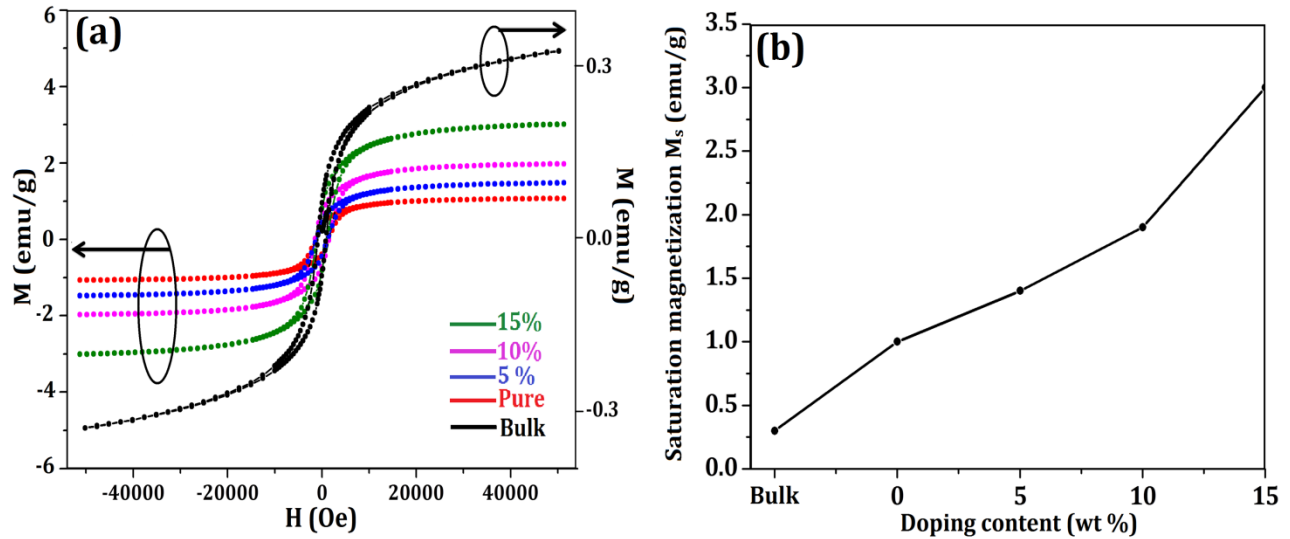 (a)
M (emu/g)
6
4
2
0
-2
-4
-6
-40000 -20000 0 20000 40000
H (Oe)
0.3
0.0
-0.3
M (emu/g)
15%
10%
5 %
Pure
Bulk
(b)
Saturation magnetization Mₛ (emu/g)
3.5
3.0
2.5
2.0
1.5
1.0
0.5
0.0
Bulk 0 5 10 15
Doping content (wt %)